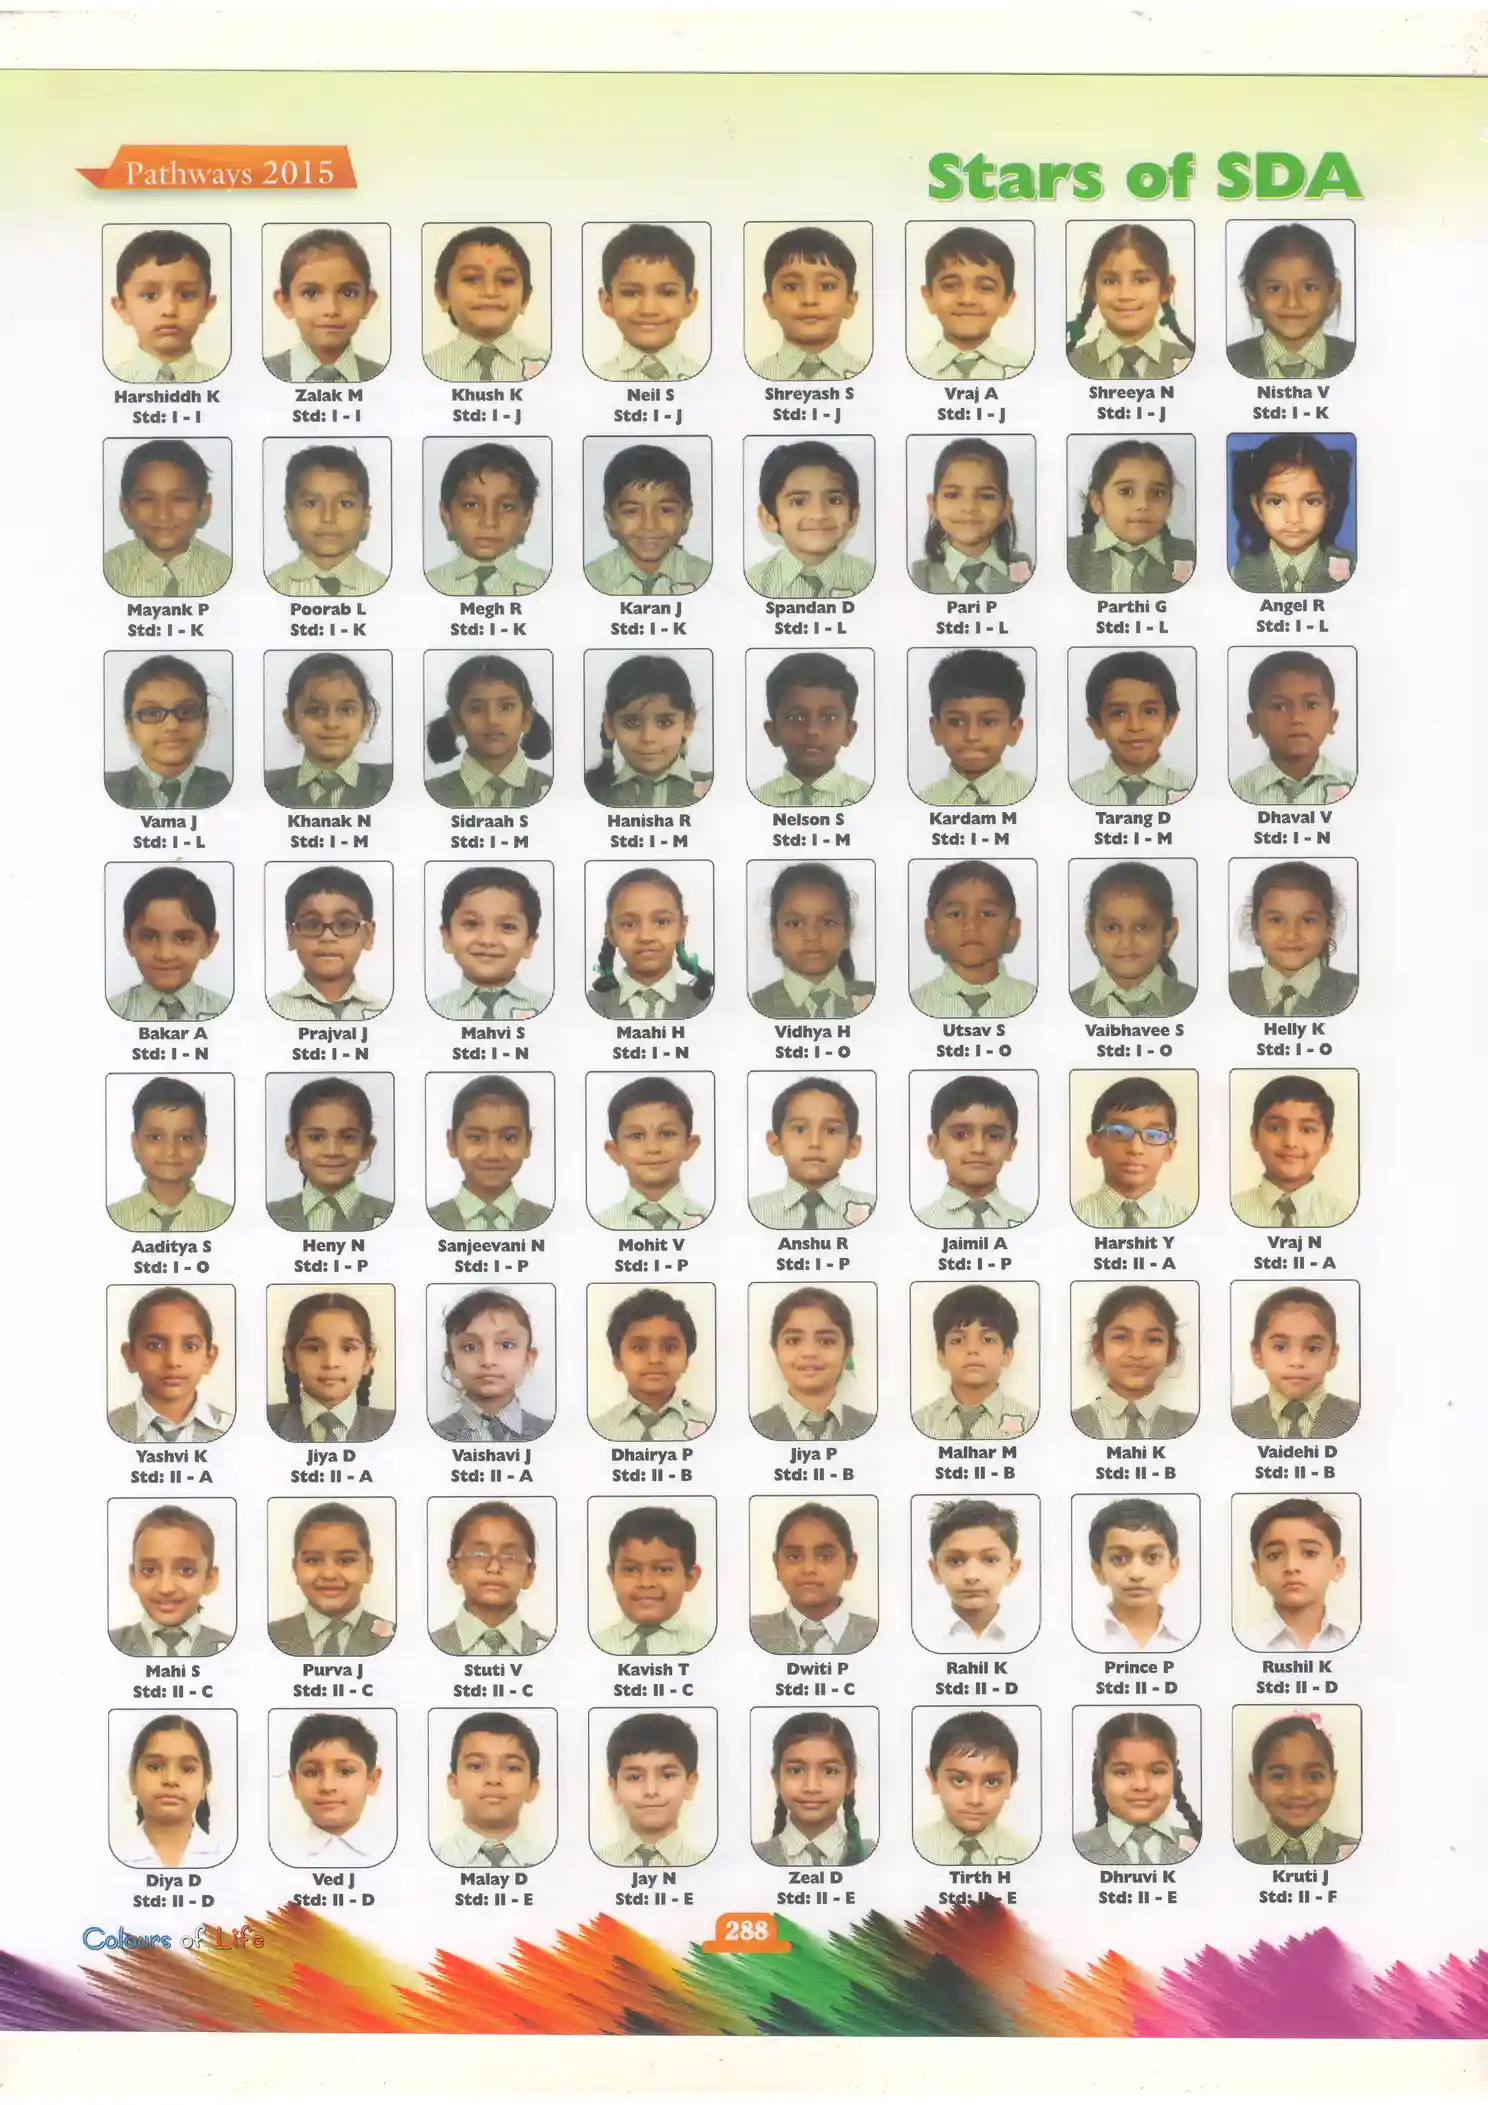 Pathways 2015
Stars of SDA
Harshiddh K Zalak M Khush K Neil S Shreyash S Vraj A Shreeya N Nistha V
Std: I - I Std: I - I Std: I - J Std: I - J Std: I - J Std: I - J Std: I - J Std: I - K
Mayank P Poorab L Megh R Karan J Spandan D Pari P Parthi G Angel R
Std: I - K Std: I - K Std: I - K Std: I - K Std: I - L Std: I - L Std: I - L Std: I - L
Vama J Khanak N Sidraah S Hanisha R Nelson S Kardam M Tarang D Dhaval V
Std: I - L Std: I - M Std: I - M Std: I - M Std: I - M Std: I - M Std: I - M Std: I - N
Bakar A Prajval J Mahvi S Maahi H Vidhya H Utsav S Vaibhavee S Helly K
Std: I - N Std: I - N Std: I - N Std: I - N Std: I - O Std: I - O Std: I - O Std: I - O
Aaditya S Heny N Sanjeevani N Mohit V Anshu R Jaimil A Harshit Y Vraj N
Std: I - O Std: I - P Std: I - P Std: I - P Std: I - P Std: I - P Std: II - A Std: II - A
Yashvi K Jiya D Vaishavi J Dhairya P Jiya P Malhar M Mahi K Vaidehi D
Std: II - A Std: II - A Std: II - A Std: II - B Std: II - B Std: II - B Std: II - B Std: II - B
Mahi S Purva J Stuti V Kavish T Dwiti P Rahil K Prince P Rushil K
Std: II - C Std: II - C Std: II - C Std: II - C Std: II - C Std: II - D Std: II - D Std: II - D
Diya D Ved J Malay D Jay N Zeal D Tirth H Dhruvi K Kruti J
Std: II - D Std: II - D Std: II - E Std: II - E Std: II - E Std: II - E Std: II - E Std: II - F
Colours of Life
288